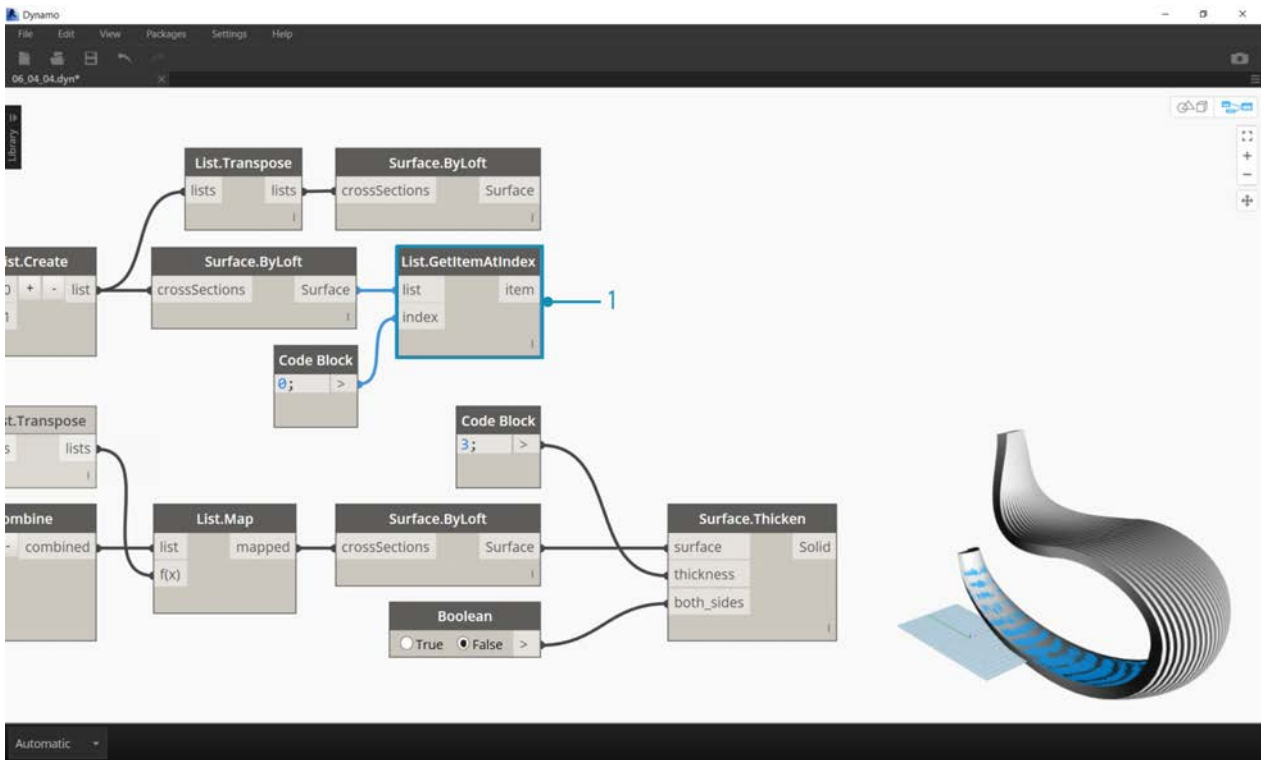 Dynamo
File Edit View Packages Settings Help
06_04_04.dyn*
Library
List.Transpose
lists lists
Surface.ByLoft
crossSections Surface
ist.Create
0 + - list
1
Surface.ByLoft
crossSections Surface
List.GetItemAtIndex
list item
index
1
Code Block
0; >
st.Transpose
s lists
Code Block
3; >
ombine
- combined
List.Map
list mapped
f(x)
Surface.ByLoft
crossSections Surface
Surface.Thicken
surface Solid
thickness
both_sides
Boolean
True False >
Automatic